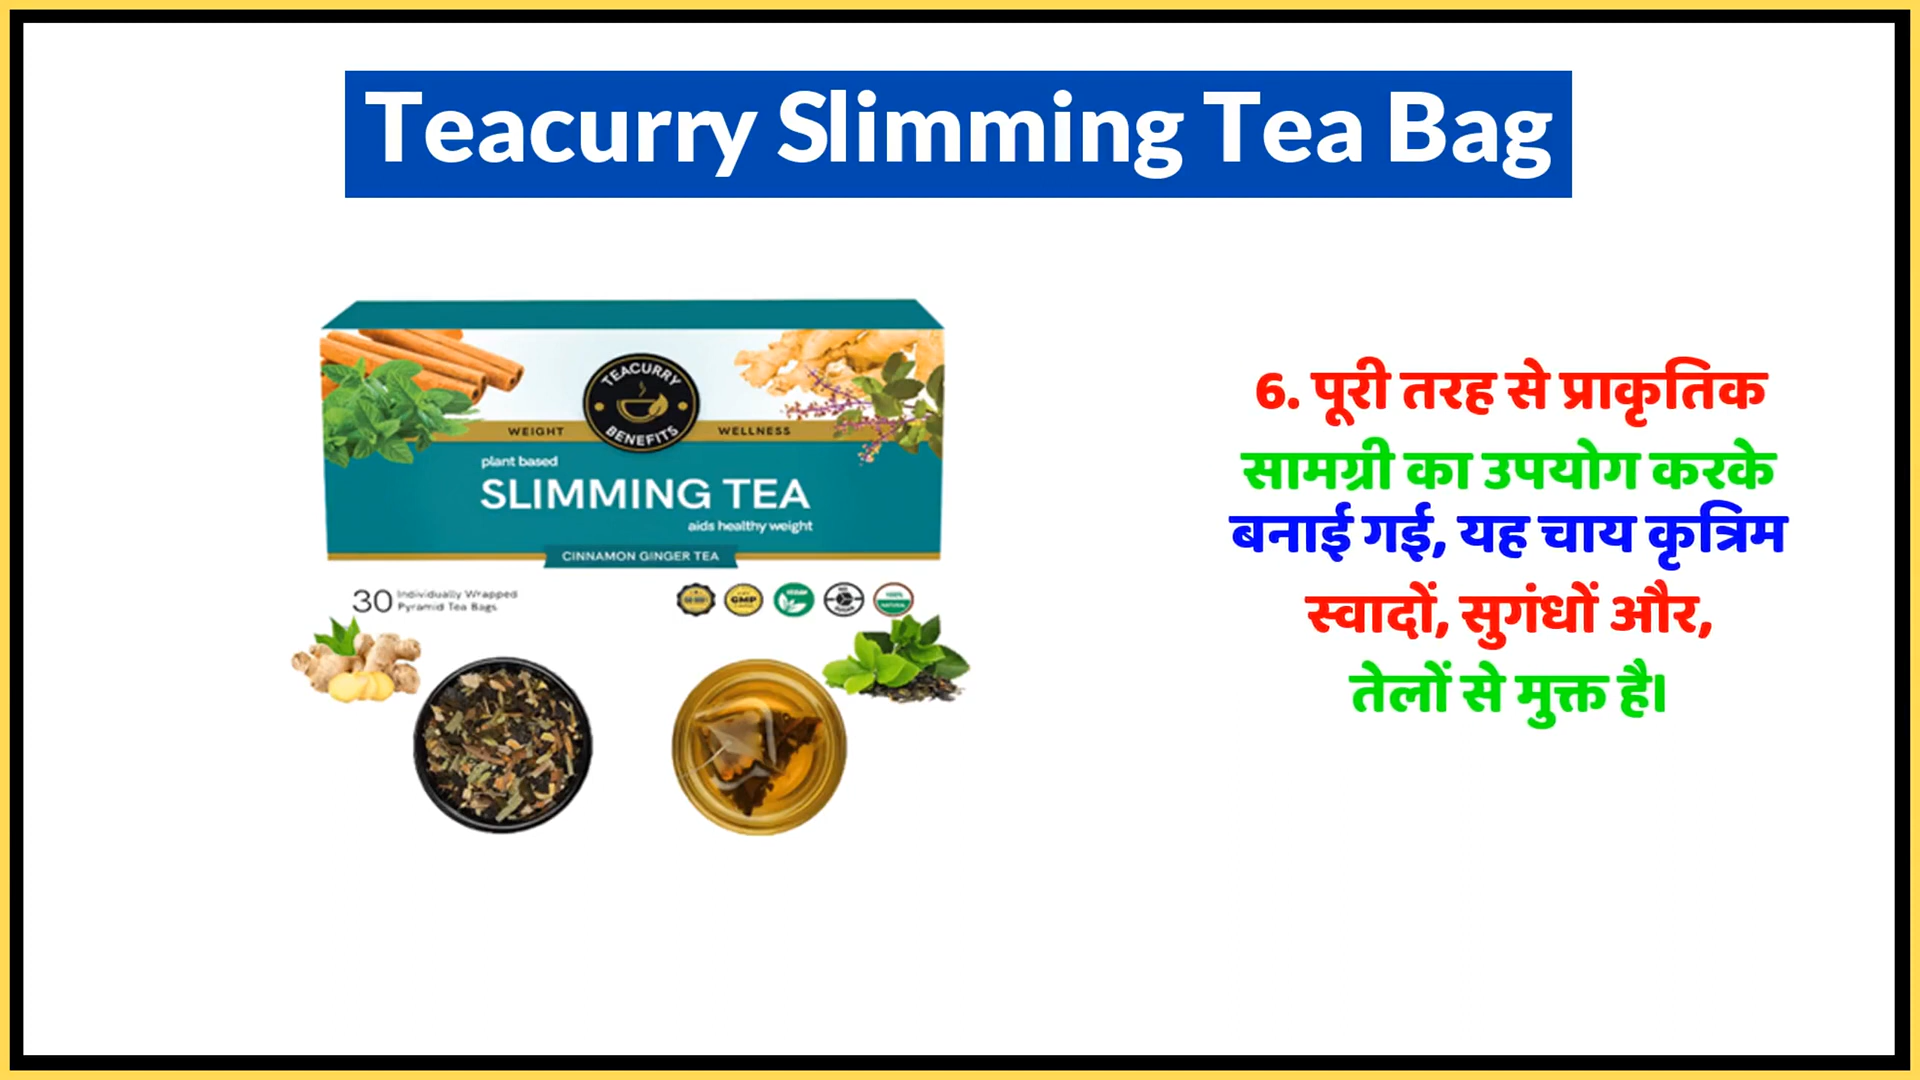 Teacurry Slimming Tea Bag
TEACURRY
BENEFITS
WEIGHT
WELLNESS
plant based
SLIMMING TEA
aids healthy weight
CINNAMON GINGER TEA
30 Individually Wrapped
Pyramid Tea Bags
GMP
VEGAN
6. पूरी तरह से प्राकृतिक
सामग्री का उपयोग करके
बनाई गई, यह चाय कृत्रिम
स्वादों, सुगंधों और,
तेलों से मुक्त है।